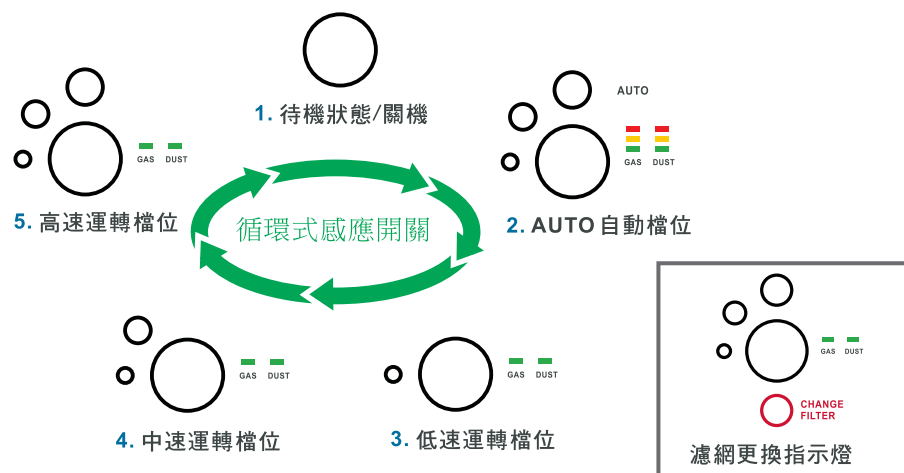 1. 待機狀態/關機
AUTO
GAS DUST
2. AUTO 自動檔位
GAS DUST
5. 高速運轉檔位
循環式感應開關
GAS DUST
4. 中速運轉檔位
GAS DUST
3. 低速運轉檔位
GAS DUST
CHANGE
FILTER
濾網更換指示燈